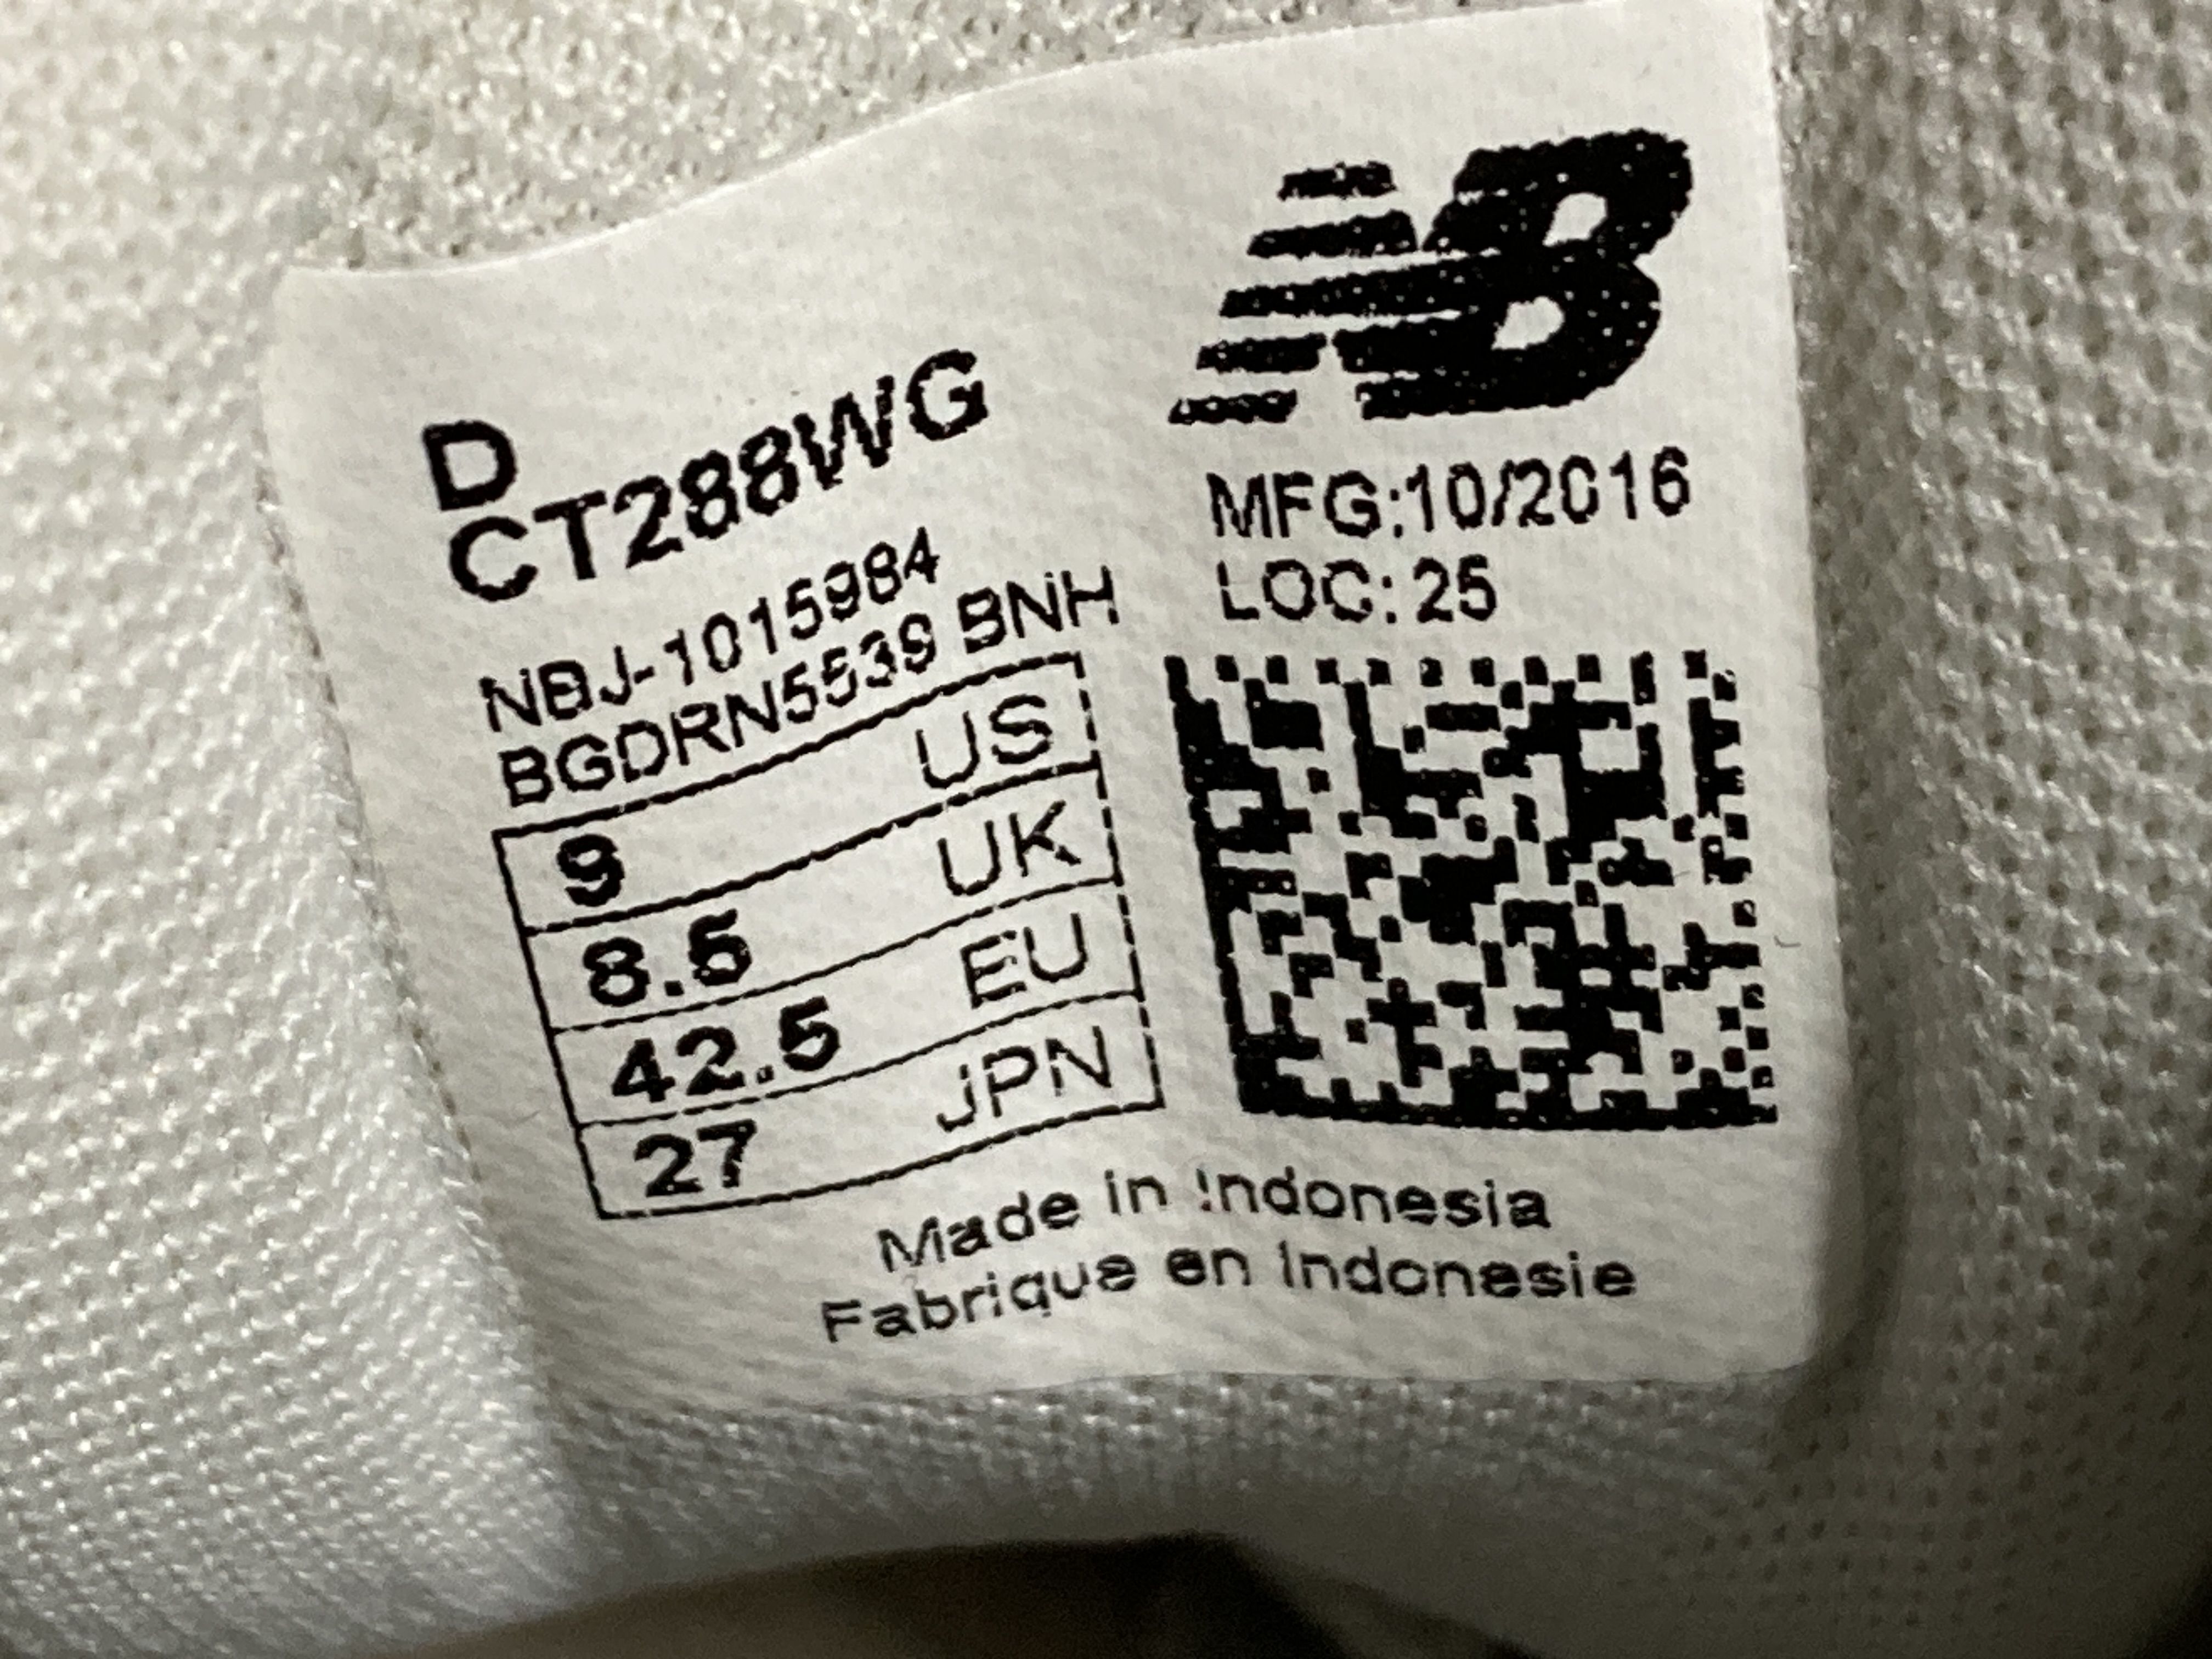 NB
D
CT288WG
NBJ-1015984
BGDRN5539 BNH
9 US
8.5 UK
42.5 EU
27 JPN
MFG:10/2016
LOC: 25
Made in Indonesia
Fabrique en Indonesie